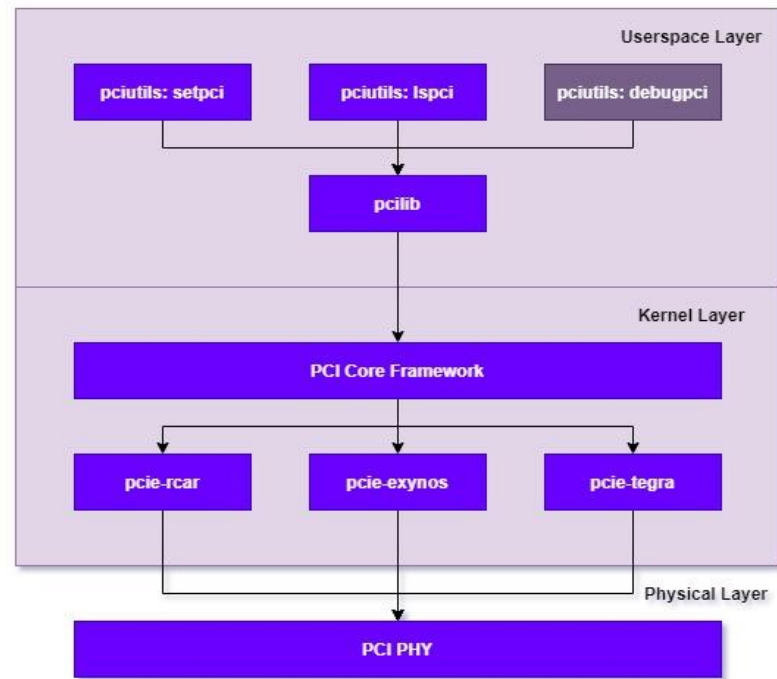 Userspace Layer
pciutils: setpci
pciutils: lspci
pciutils: debugpci
pcilib
Kernel Layer
PCI Core Framework
pcie-rcar
pcie-exynos
pcie-tegra
Physical Layer
PCI PHY